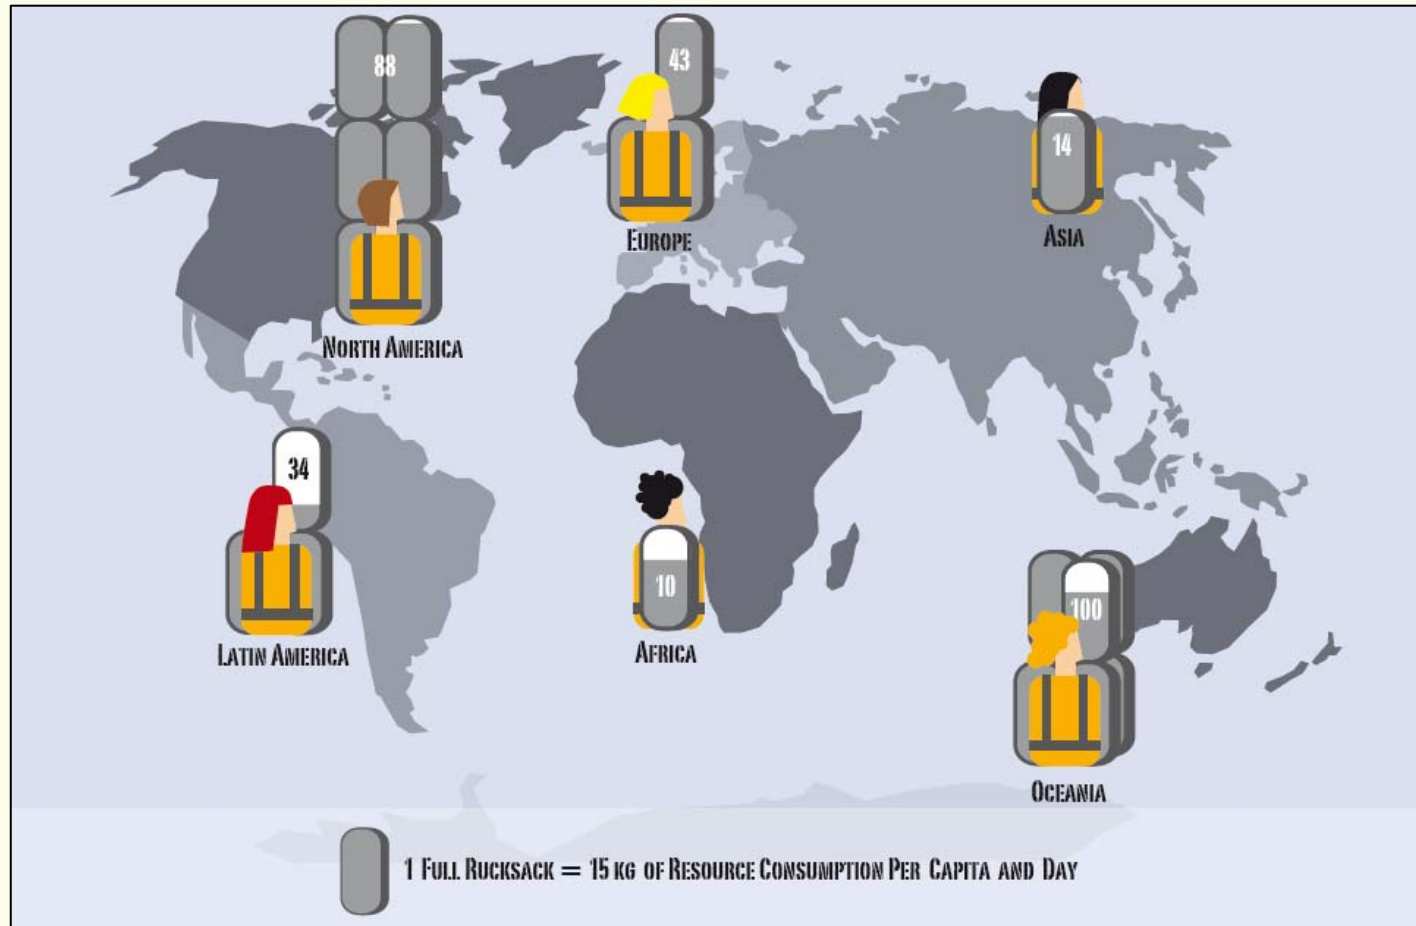 88
43
14
Europe
Asia
North America
34
10
100
Latin America
Africa
Oceania
1 Full Rucksack = 15 kg of Resource Consumption Per Capita and Day